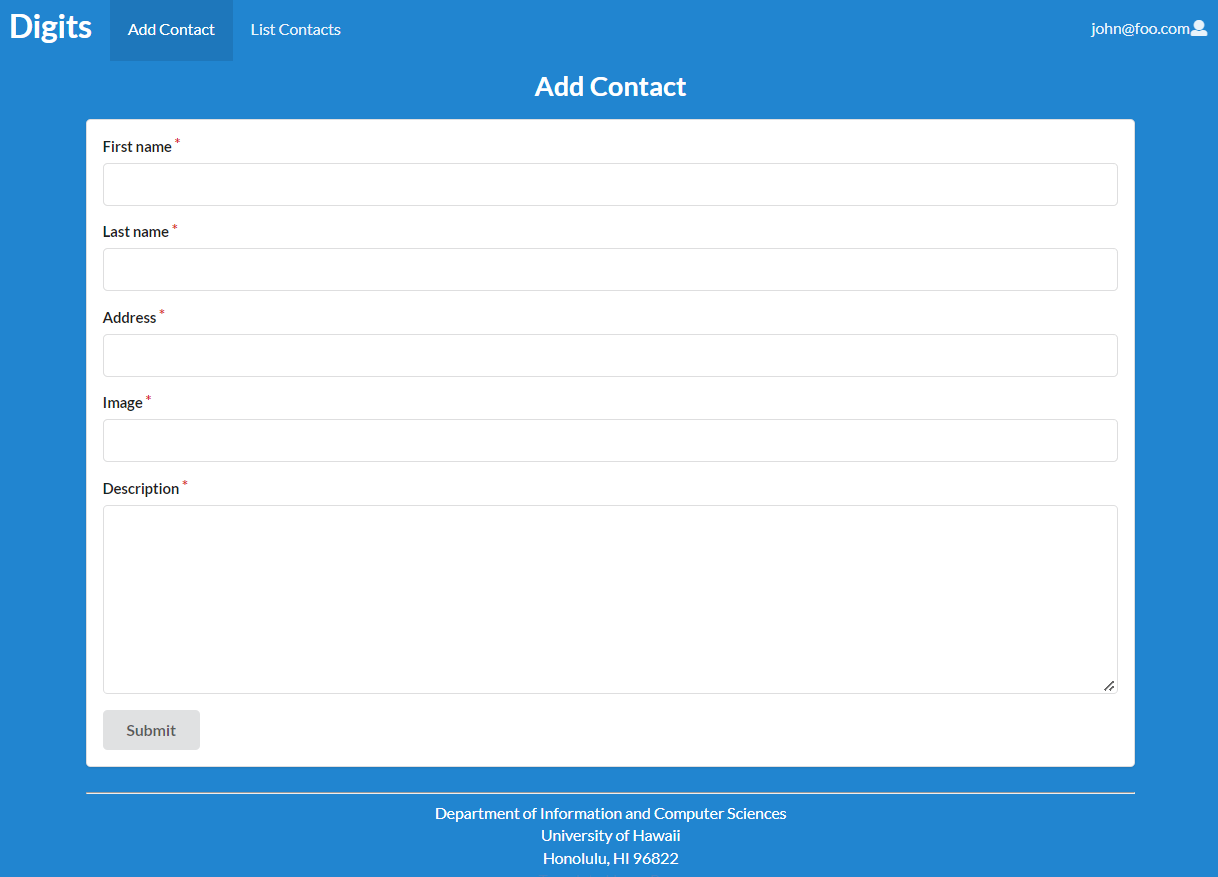 Digits Add Contact List Contacts john@foo.com
Add Contact
First name *
Last name *
Address *
Image *
Description *
Submit
Department of Information and Computer Sciences
University of Hawaii
Honolulu, HI 96822